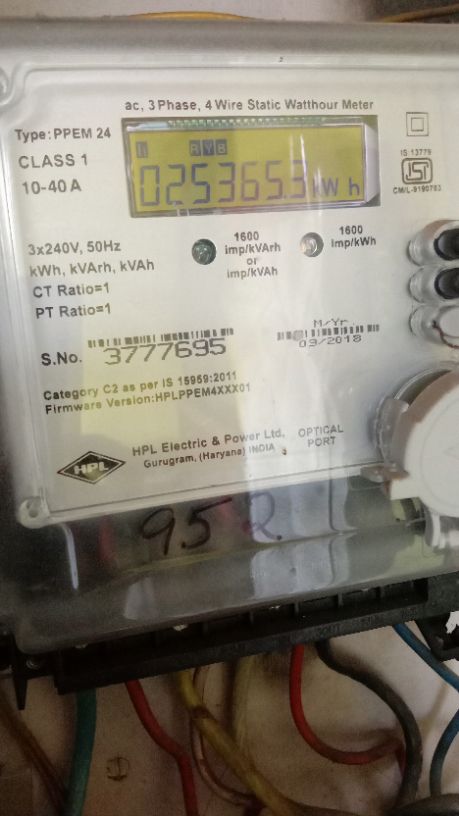 ac, 3 Phase, 4 Wire Static Watthour Meter
Type: PPEM 24
CLASS 1
10-40 A
R Y B
025365.3 kW h
IS 13779
CM/L-9190763
3x240V, 50Hz
kWh, kVArh, kVAh
CT Ratio=1
PT Ratio=1
1600
imp/kVArh
or
imp/kVAh
1600
imp/kWh
S.No. 3777695
M/Yr.
03/2018
Category C2 as per IS 15959:2011
Firmware Version:HPLPPEM4XXX01
HPL
HPL Electric & Power Ltd.
Gurugram, (Haryana) INDIA
OPTICAL
PORT
952